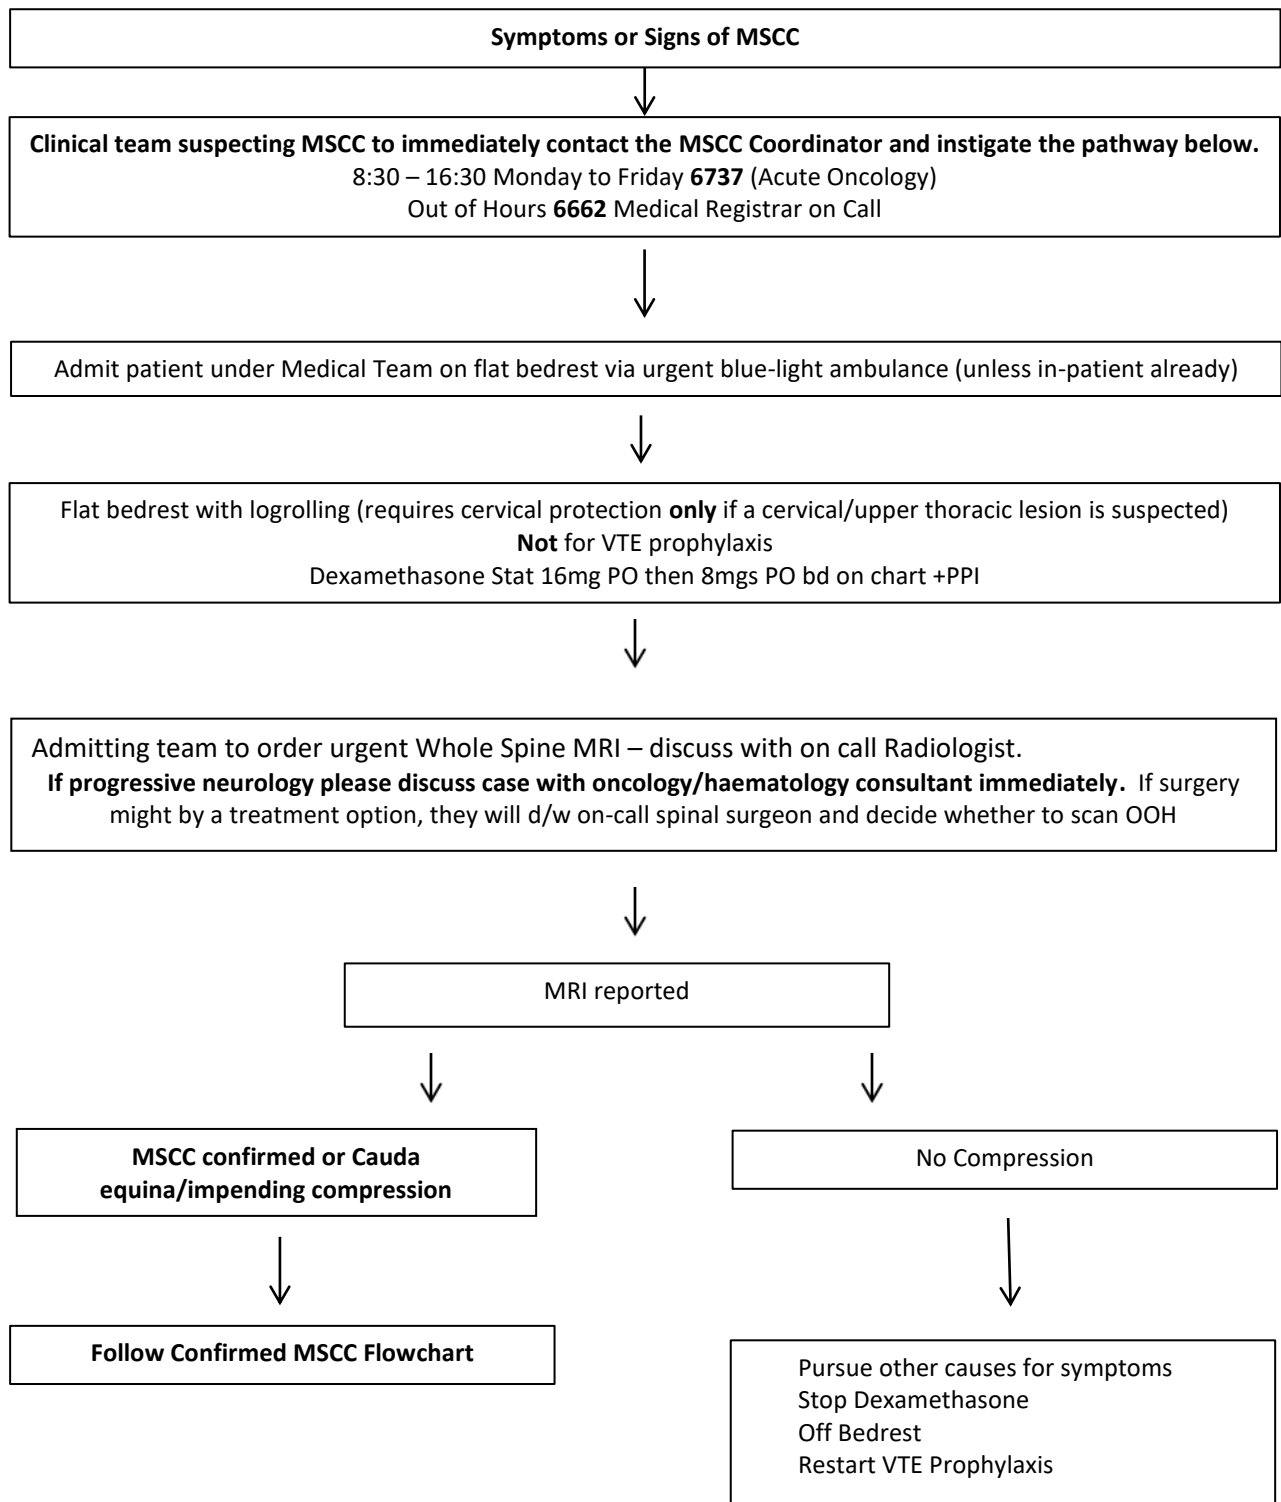 Symptoms or Signs of MSCC
Clinical team suspecting MSCC to immediately contact the MSCC Coordinator and instigate the pathway below.
8:30 – 16:30 Monday to Friday 6737 (Acute Oncology)
Out of Hours 6662 Medical Registrar on Call
Admit patient under Medical Team on flat bedrest via urgent blue-light ambulance (unless in-patient already)
Flat bedrest with logrolling (requires cervical protection only if a cervical/upper thoracic lesion is suspected)
Not for VTE prophylaxis
Dexamethasone Stat 16mg PO then 8mgs PO bd on chart +PPI
Admitting team to order urgent Whole Spine MRI – discuss with on call Radiologist.
If progressive neurology please discuss case with oncology/haematology consultant immediately. If surgery
might by a treatment option, they will d/w on-call spinal surgeon and decide whether to scan OOH
MRI reported
MSCC confirmed or Cauda
equina/impending compression
No Compression
Follow Confirmed MSCC Flowchart
Pursue other causes for symptoms
Stop Dexamethasone
Off Bedrest
Restart VTE Prophylaxis